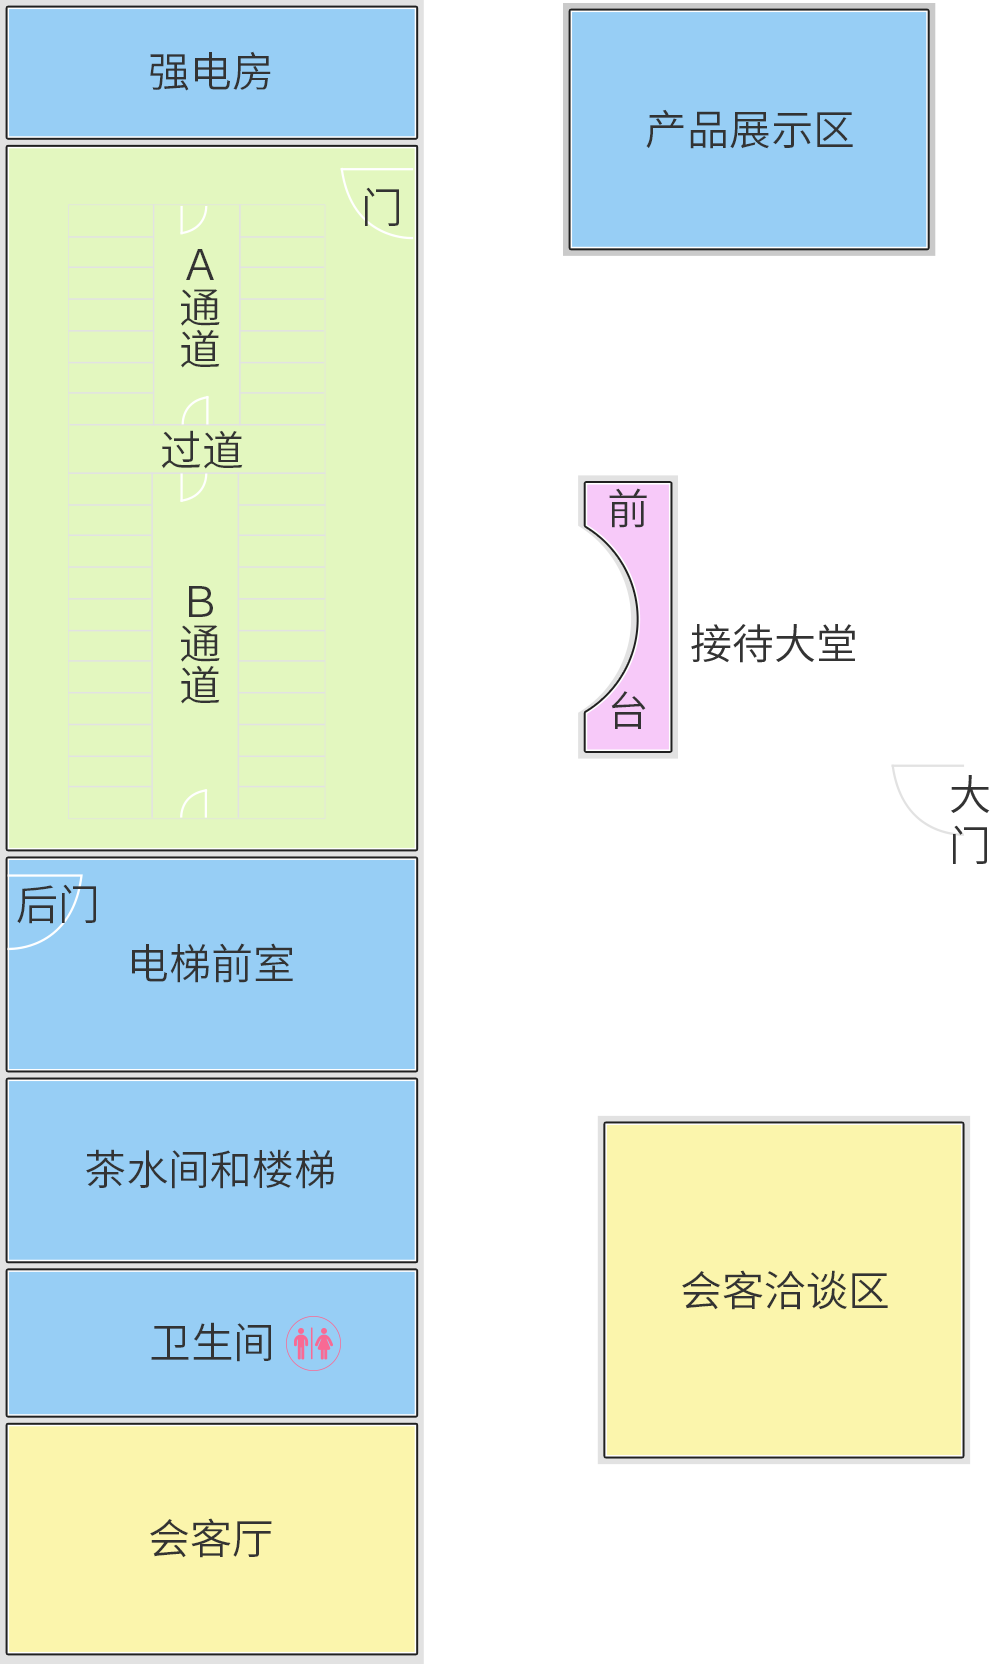 强电房
产品展示区
门
A
通
道
过道
前
B
通
道
接待大堂
台
大
门
后门
电梯前室
茶水间和楼梯
会客洽谈区
卫生间
会客厅